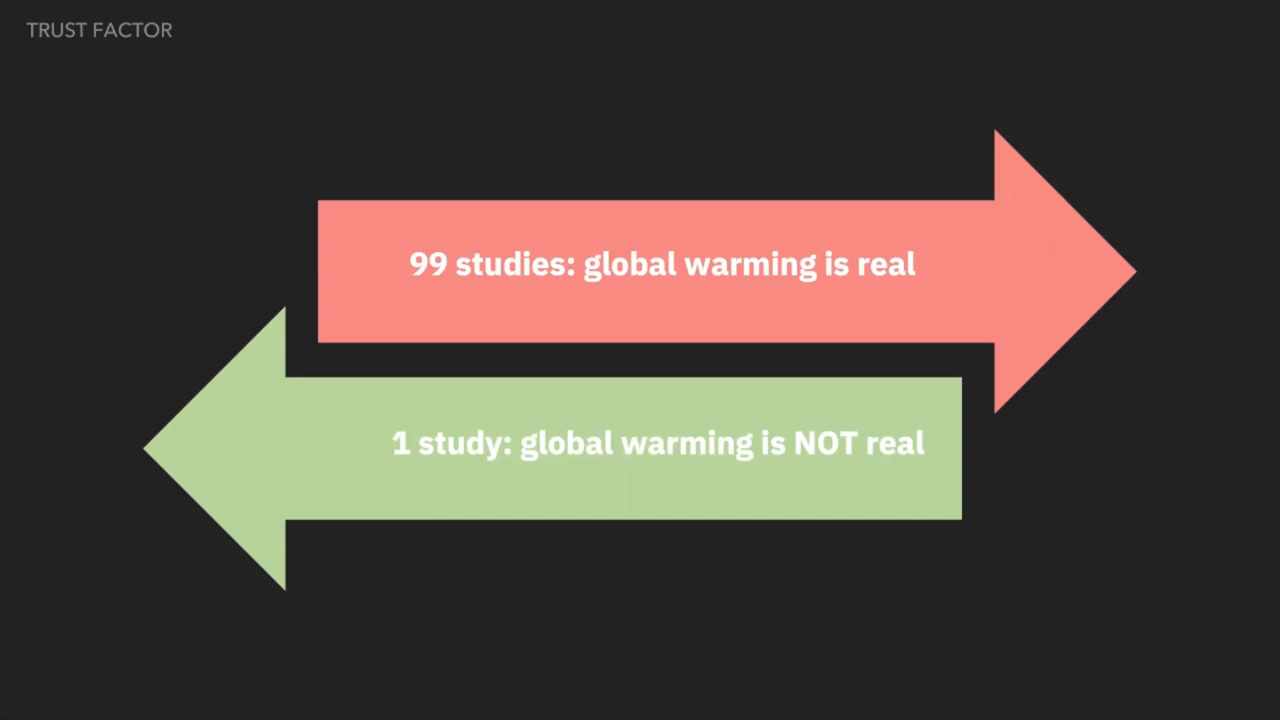 TRUST FACTOR
99 studies: global warming is real
1 study: global warming is NOT real